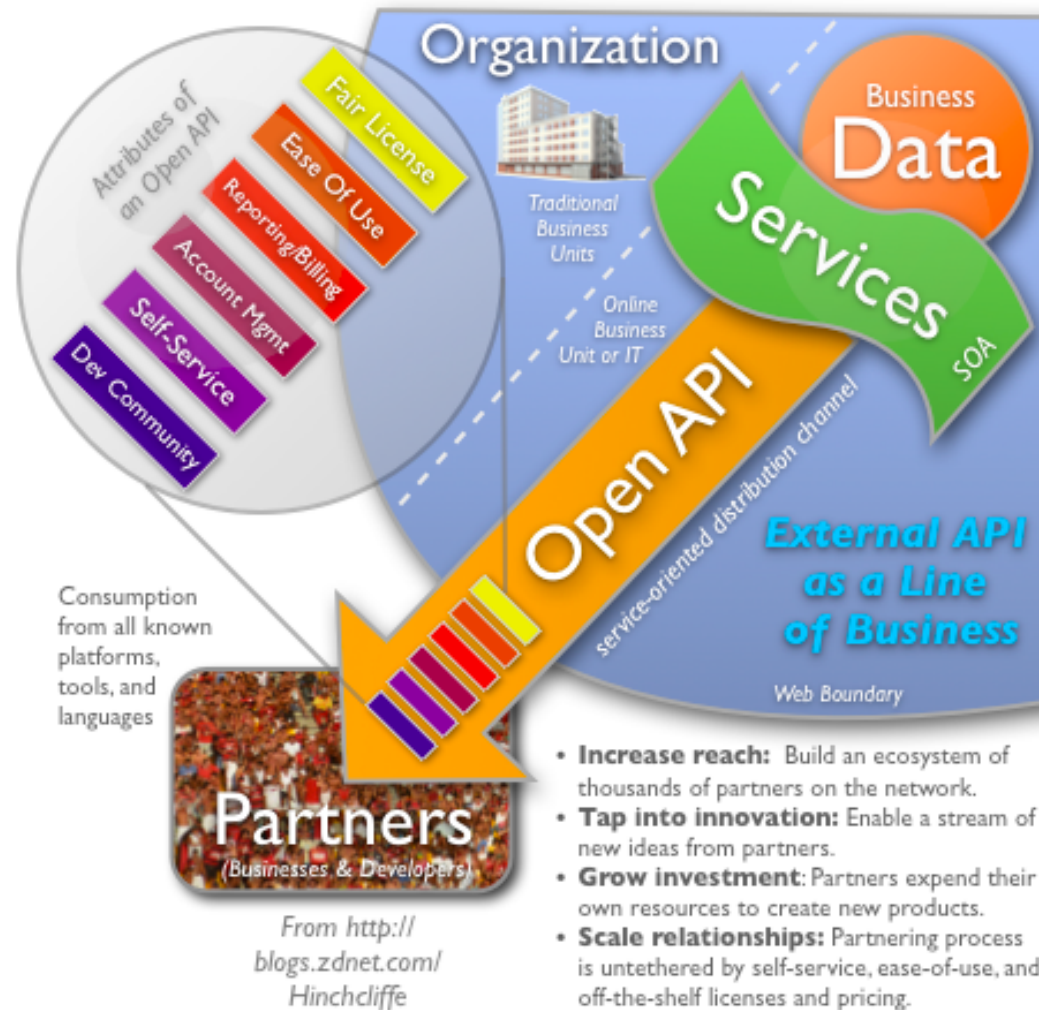 Organization
Attributes of
an Open API
Fair License
Ease Of Use
Reporting/Billing
Account Mgmt
Self-Service
Dev Community
Traditional
Business
Units
Online
Business
Unit or IT
Business
Data
Services
SOA
Open API
service-oriented distribution channel
External API
as a Line
of Business
Web Boundary
Consumption
from all known
platforms,
tools, and
languages
Partners
(Businesses & Developers)
From http://
blogs.zdnet.com/
Hinchcliffe
• Increase reach: Build an ecosystem of
thousands of partners on the network.
• Tap into innovation: Enable a stream of
new ideas from partners.
• Grow investment: Partners expend their
own resources to create new products.
• Scale relationships: Partnering process
is untethered by self-service, ease-of-use, and
off-the-shelf licenses and pricing.